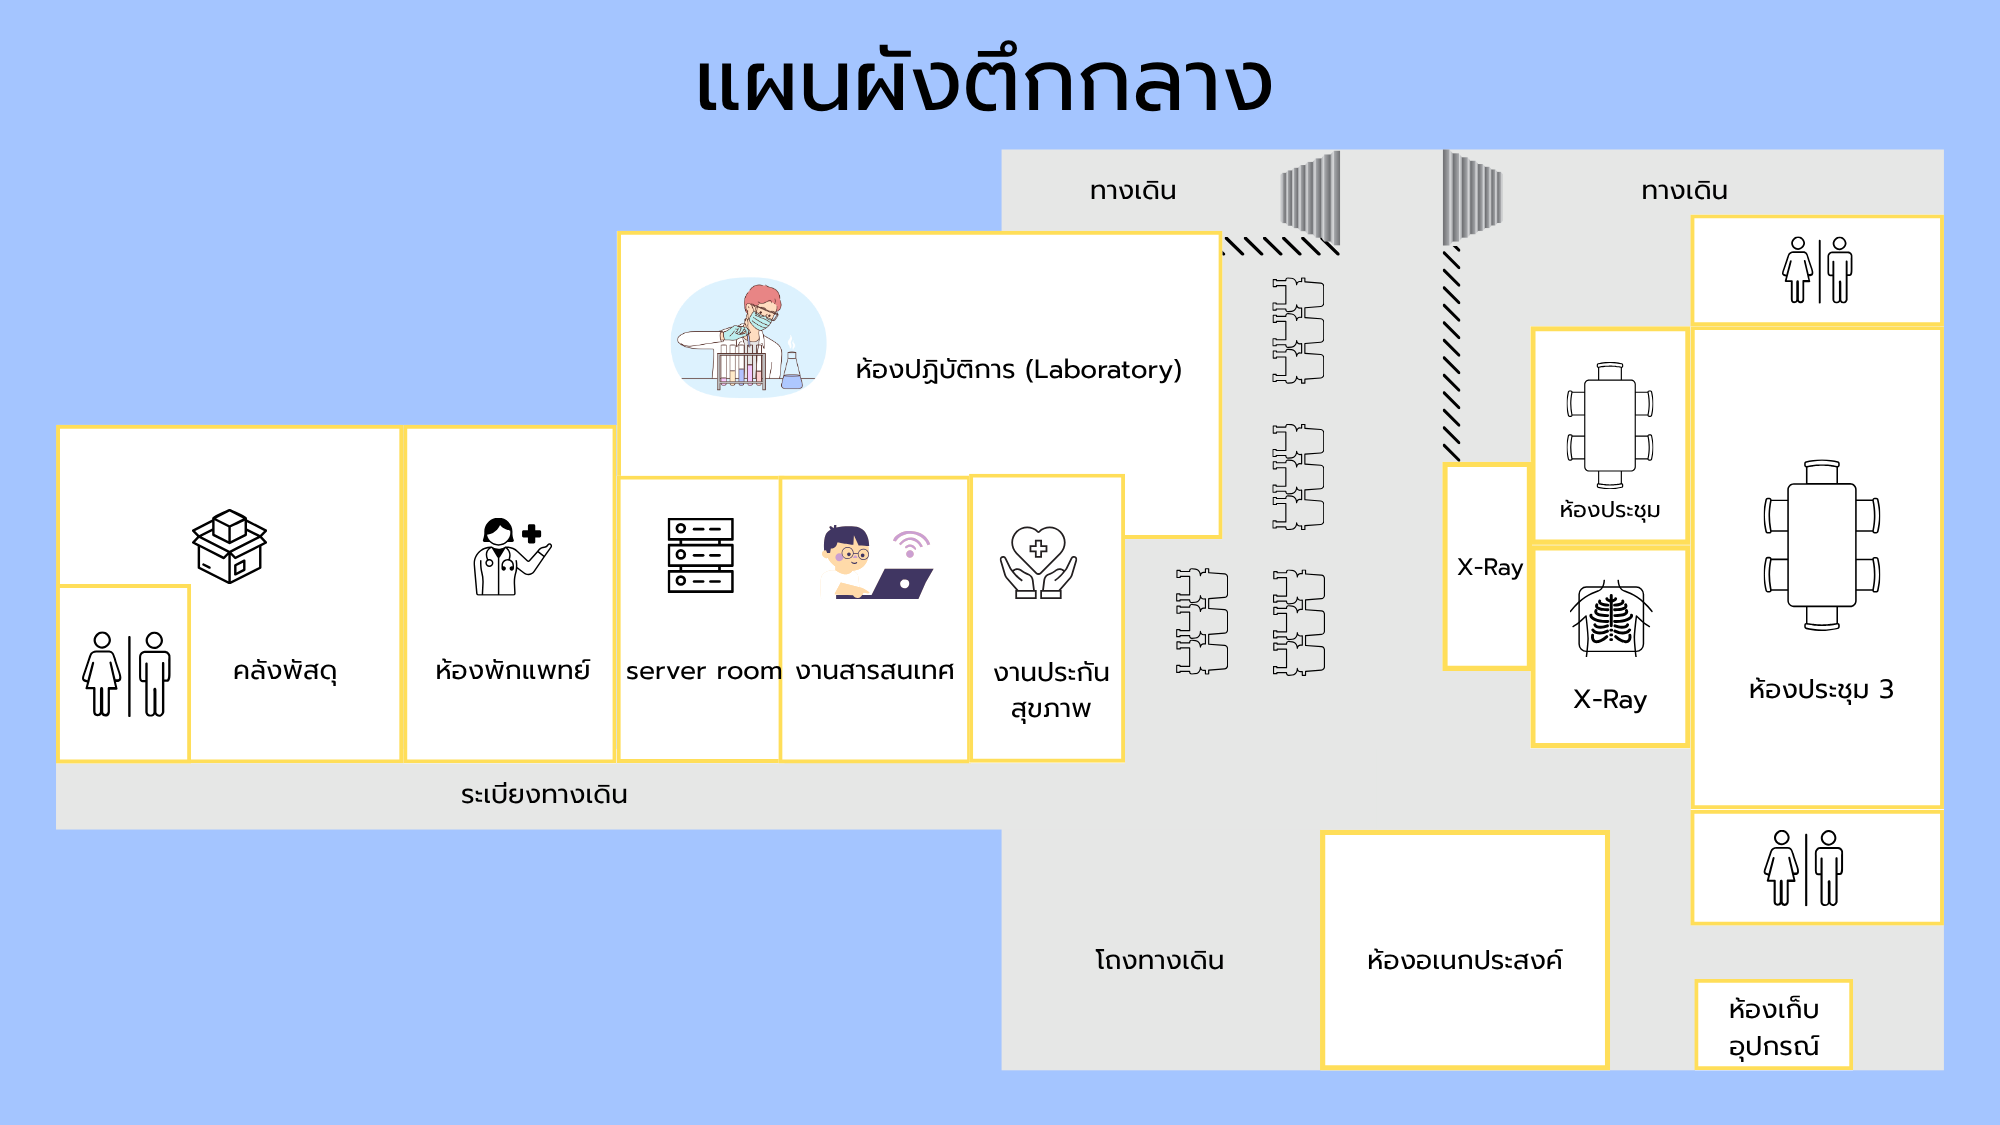 แผนผังตึกกลาง
ทางเดิน
ทางเดิน
ห้องปฏิบัติการ (Laboratory)
ห้องประชุม
X-Ray
คลังพัสดุ
ห้องพักแพทย์
server room
งานสารสนเทศ
งานประกัน
สุขภาพ
X-Ray
ห้องประชุม 3
ระเบียงทางเดิน
โถงทางเดิน
ห้องอเนกประสงค์
ห้องเก็บ
อุปกรณ์